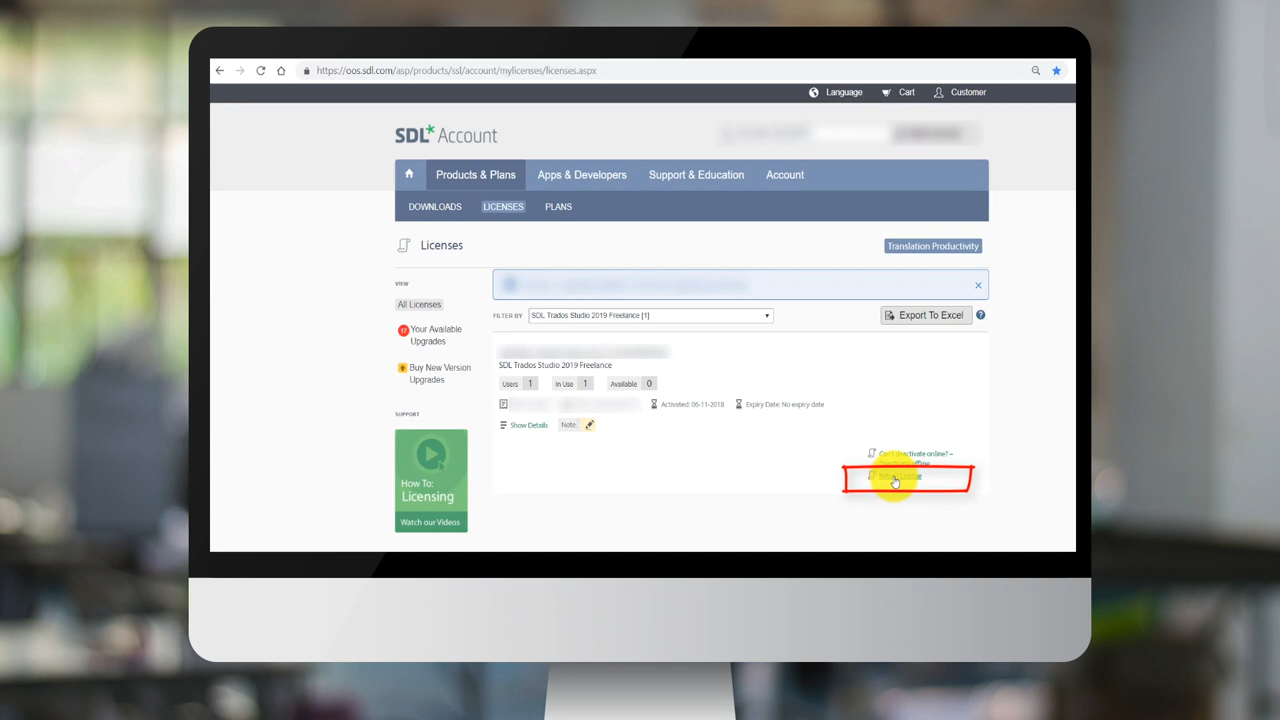 https://oos.sdl.com/asp/products/ssl/account/mylicenses/licenses.aspx
Language Cart Customer
SDL* Account
Products & Plans Apps & Developers Support & Education Account
DOWNLOADS LICENSES PLANS
Licenses
Translation Productivity
VIEW
All Licenses
17 Your Available
Upgrades
Buy New Version
Upgrades
SUPPORT
How To:
Licensing
Watch our Videos
FILTER BY SDL Trados Studio 2019 Freelance [1]
Export To Excel ?
SDL Trados Studio 2019 Freelance
Users 1 In Use 1 Available 0
Activated: 06-11-2018 Expiry Date: No expiry date
Show Details Note:
Can't deactivate online? –